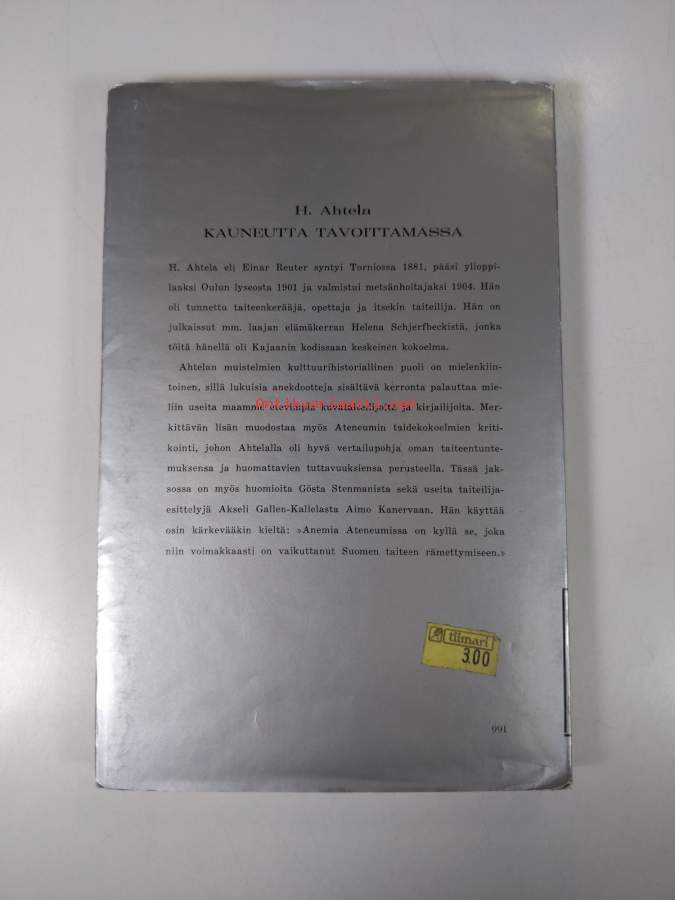 H. Ahtela
KAUNEUTTA TAVOITTAMASSA
H. Ahtela eli Einar Reuter syntyi Torniossa 1881, pääsi ylioppi-
laaksi Oulun lyseosta 1901 ja valmistui metsänhoitajaksi 1904. Hän
oli tunnettu taiteenkerääjä, opettaja ja itsekin taiteilija. Hän on
julkaissut mm. laajan elämäkerran Helena Schjerfbeckistä, jonka
töitä hänellä oli Kajaanin kodissaan keskeinen kokoelma.
Ahtelan muistelmien kulttuurihistoriallinen puoli on mielenkiin-
toinen, sillä lukuisia anekdootteja sisältävä kerronta palauttaa mie-
liin useita maamme etevimpiä kuvataiteilijoita ja kirjailijoita. Mer-
kittävän lisän muodostaa myös Ateneumin taidekokoelmien kriti-
kointi, johon Ahtelalla oli hyvä vertailupohja oman taiteentunte-
muksensa ja huomattavien tuttavuuksiensa perusteella. Tässä jak-
sossa on myös huomioita Gösta Stenmanista sekä useita taiteilija-
esittelyjä Akseli Gallen-Kallelasta Aimo Kanervaan. Hän käyttää
osin kärkevääkin kieltä: »Anemia Ateneumissa on kyllä se, joka
niin voimakkaasti on vaikuttanut Suomen taiteen rämettymiseen.»
tiimari
3.00
991